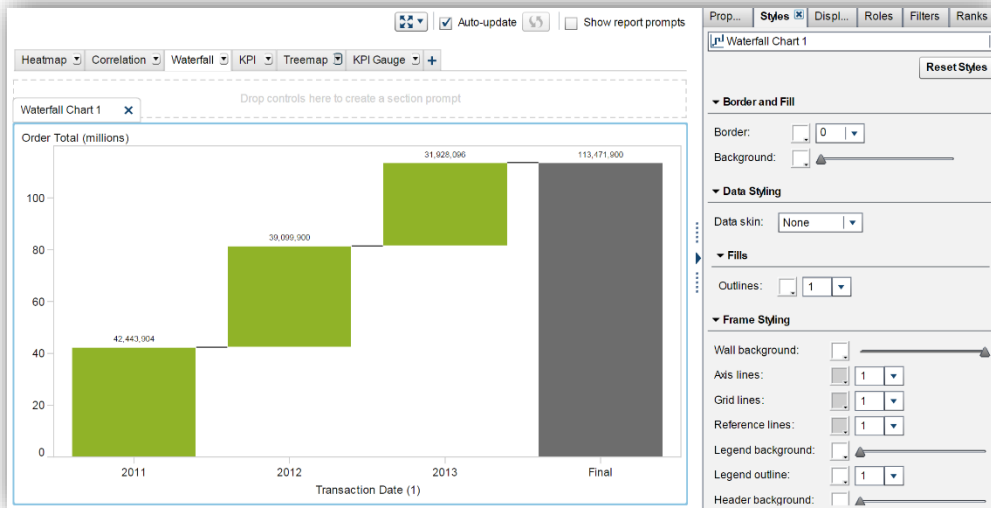 Auto-update
Show report prompts
Heatmap
Correlation
Waterfall
KPI
Treemap
KPI Gauge
+
Drop controls here to create a section prompt
Waterfall Chart 1
Order Total (millions)
31,928,096
113,471,900
100
39,099,900
80
60
42,443,904
40
20
0
2011
2012
2013
Final
Transaction Date (1)
Prop...
Styles
Displ...
Roles
Filters
Ranks
Waterfall Chart 1
Reset Styles
Border and Fill
Border:
0
Background:
Data Styling
Data skin:
None
Fills
Outlines:
1
Frame Styling
Wall background:
Axis lines:
1
Grid lines:
1
Reference lines:
1
Legend background:
Legend outline:
1
Header background: